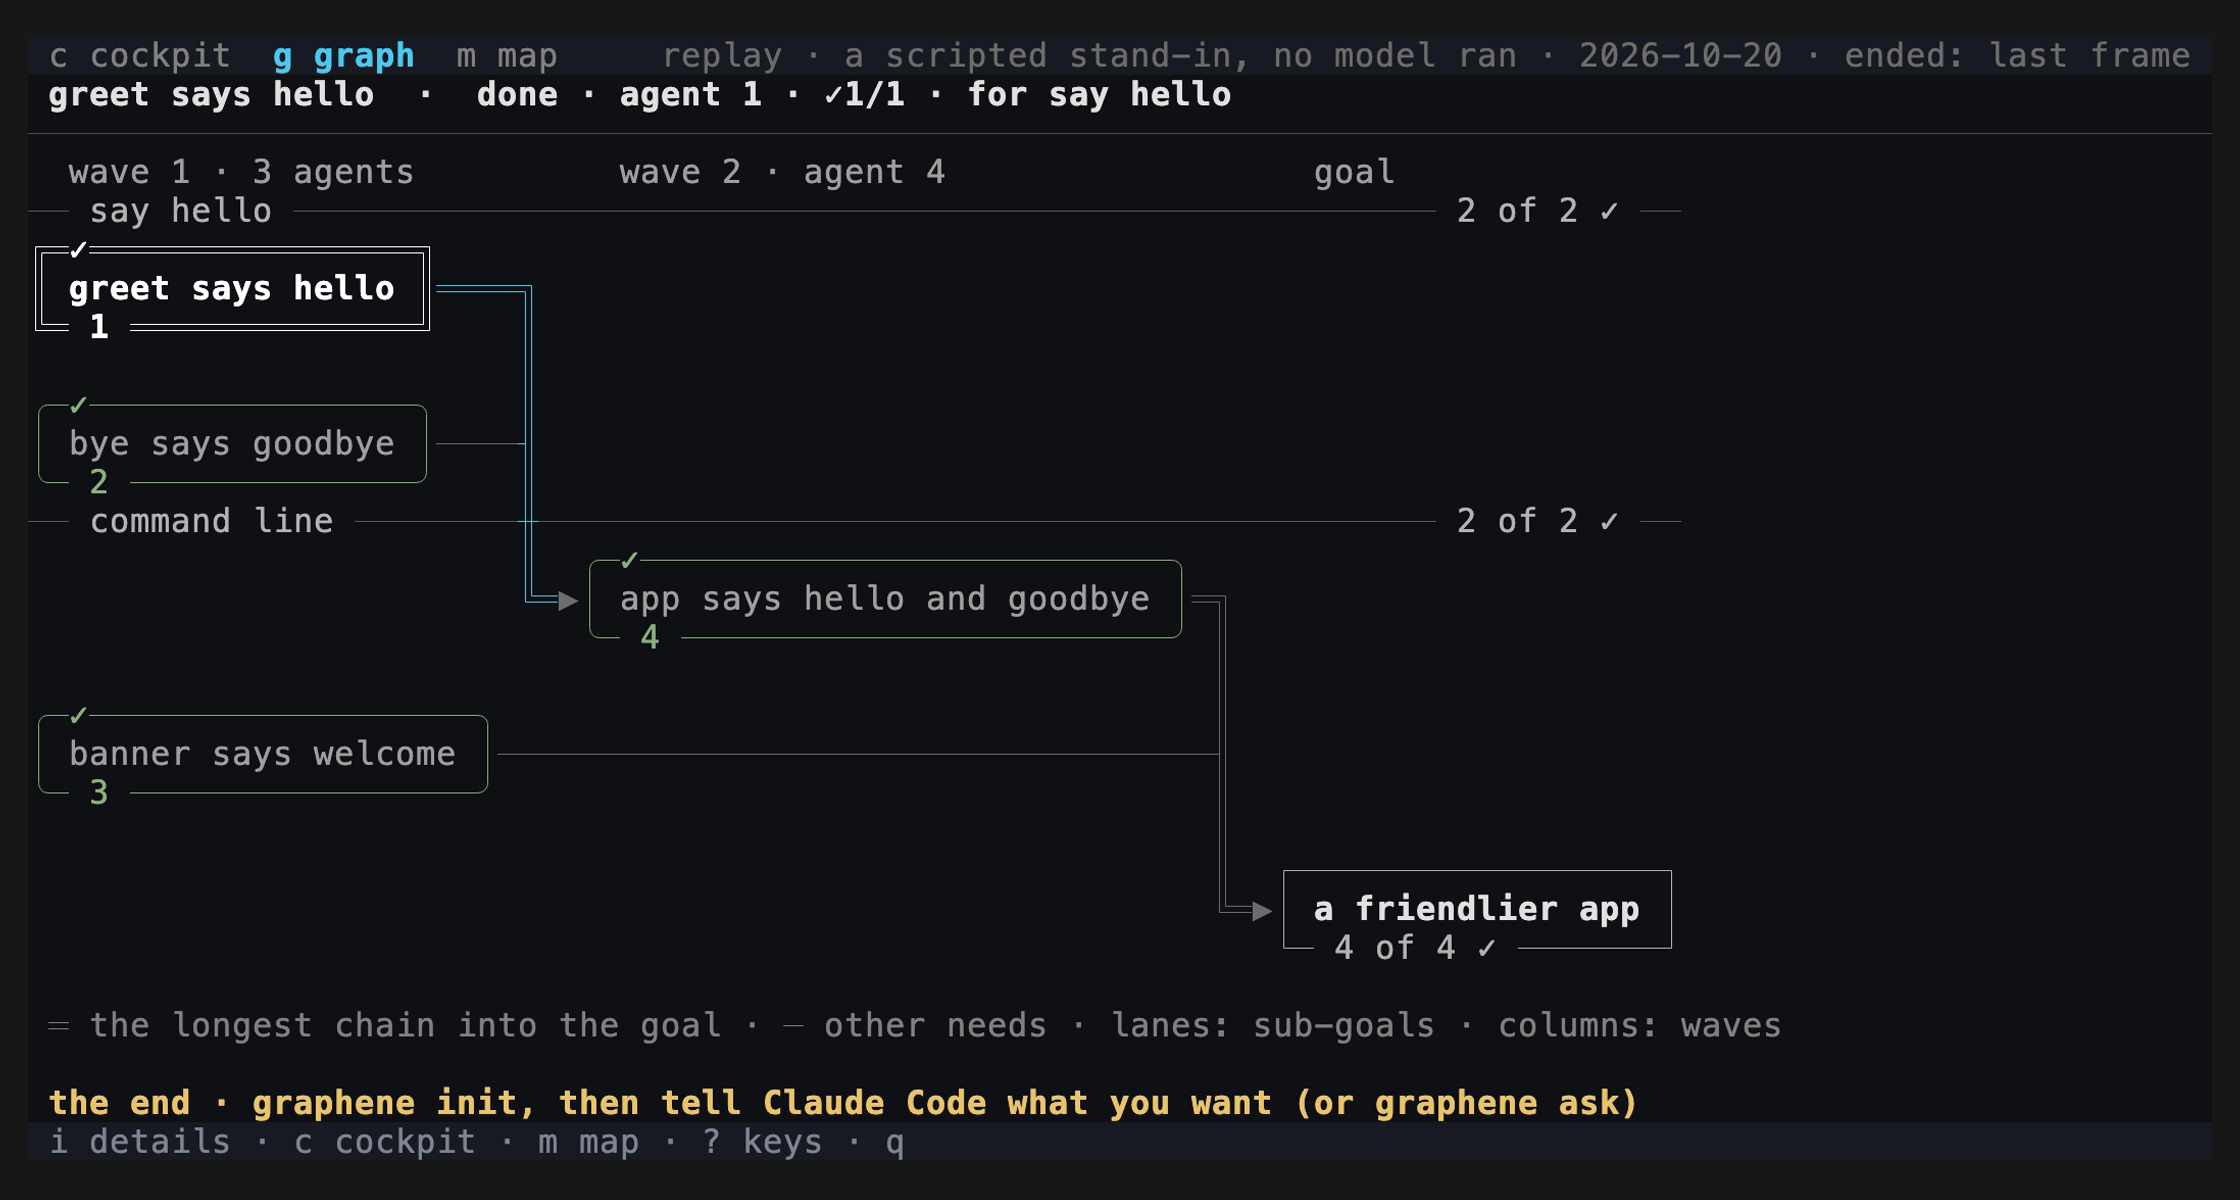 c cockpit  g graph  m map     replay · a scripted stand-in, no model ran · 2026-10-20 · ended: last frame
greet says hello  ·  done · agent 1 · ✓1/1 · for say hello
wave 1 · 3 agents          wave 2 · agent 4                  goal
say hello 2 of 2 ✓
✓
greet says hello
1
✓
bye says goodbye
2
command line 2 of 2 ✓
✓
app says hello and goodbye
4
✓
banner says welcome
3
a friendlier app
4 of 4 ✓
═ the longest chain into the goal · ─ other needs · lanes: sub-goals · columns: waves
the end · graphene init, then tell Claude Code what you want (or graphene ask)
i details · c cockpit · m map · ? keys · q